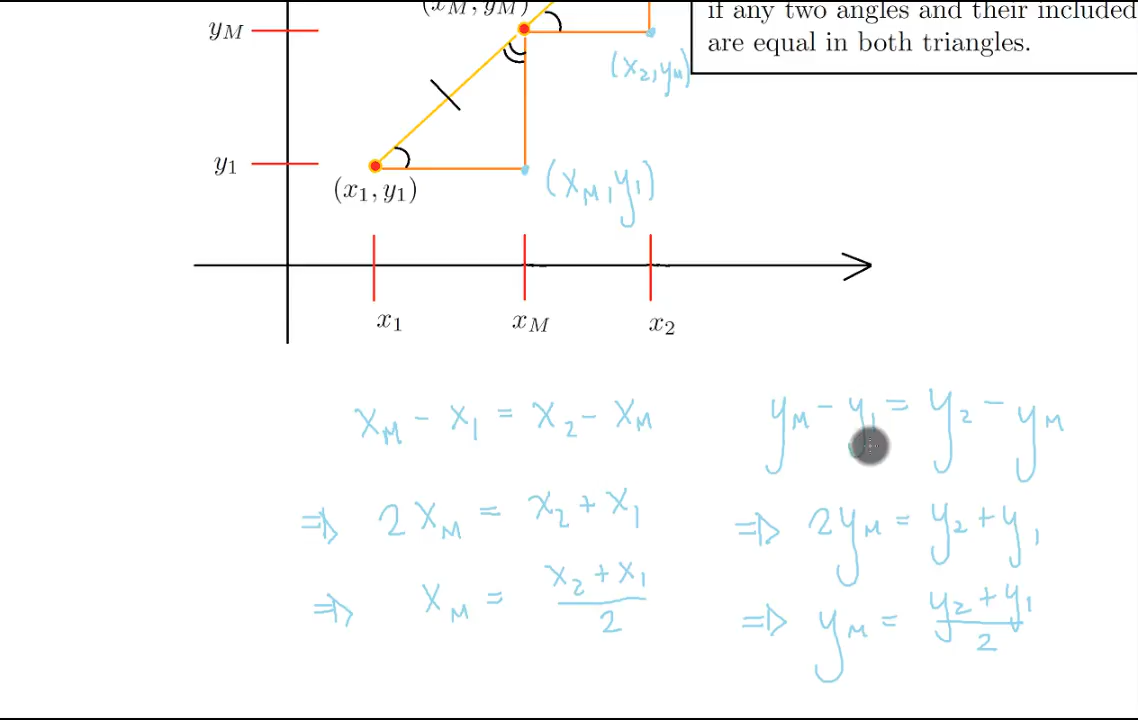 if any two angles and their included
are equal in both triangles.
(x_M, y_M)
y_M
(x_2, y_M)
y_1
(x_1, y_1)
(x_M, y_1)
x_1 x_M x_2
x_M - x_1 = x_2 - x_M
⇒ 2x_M = x_2 + x_1
⇒ x_M = (x_2 + x_1)/2
y_M - y_1 = y_2 - y_M
⇒ 2y_M = y_2 + y_1
⇒ y_M = (y_2 + y_1)/2